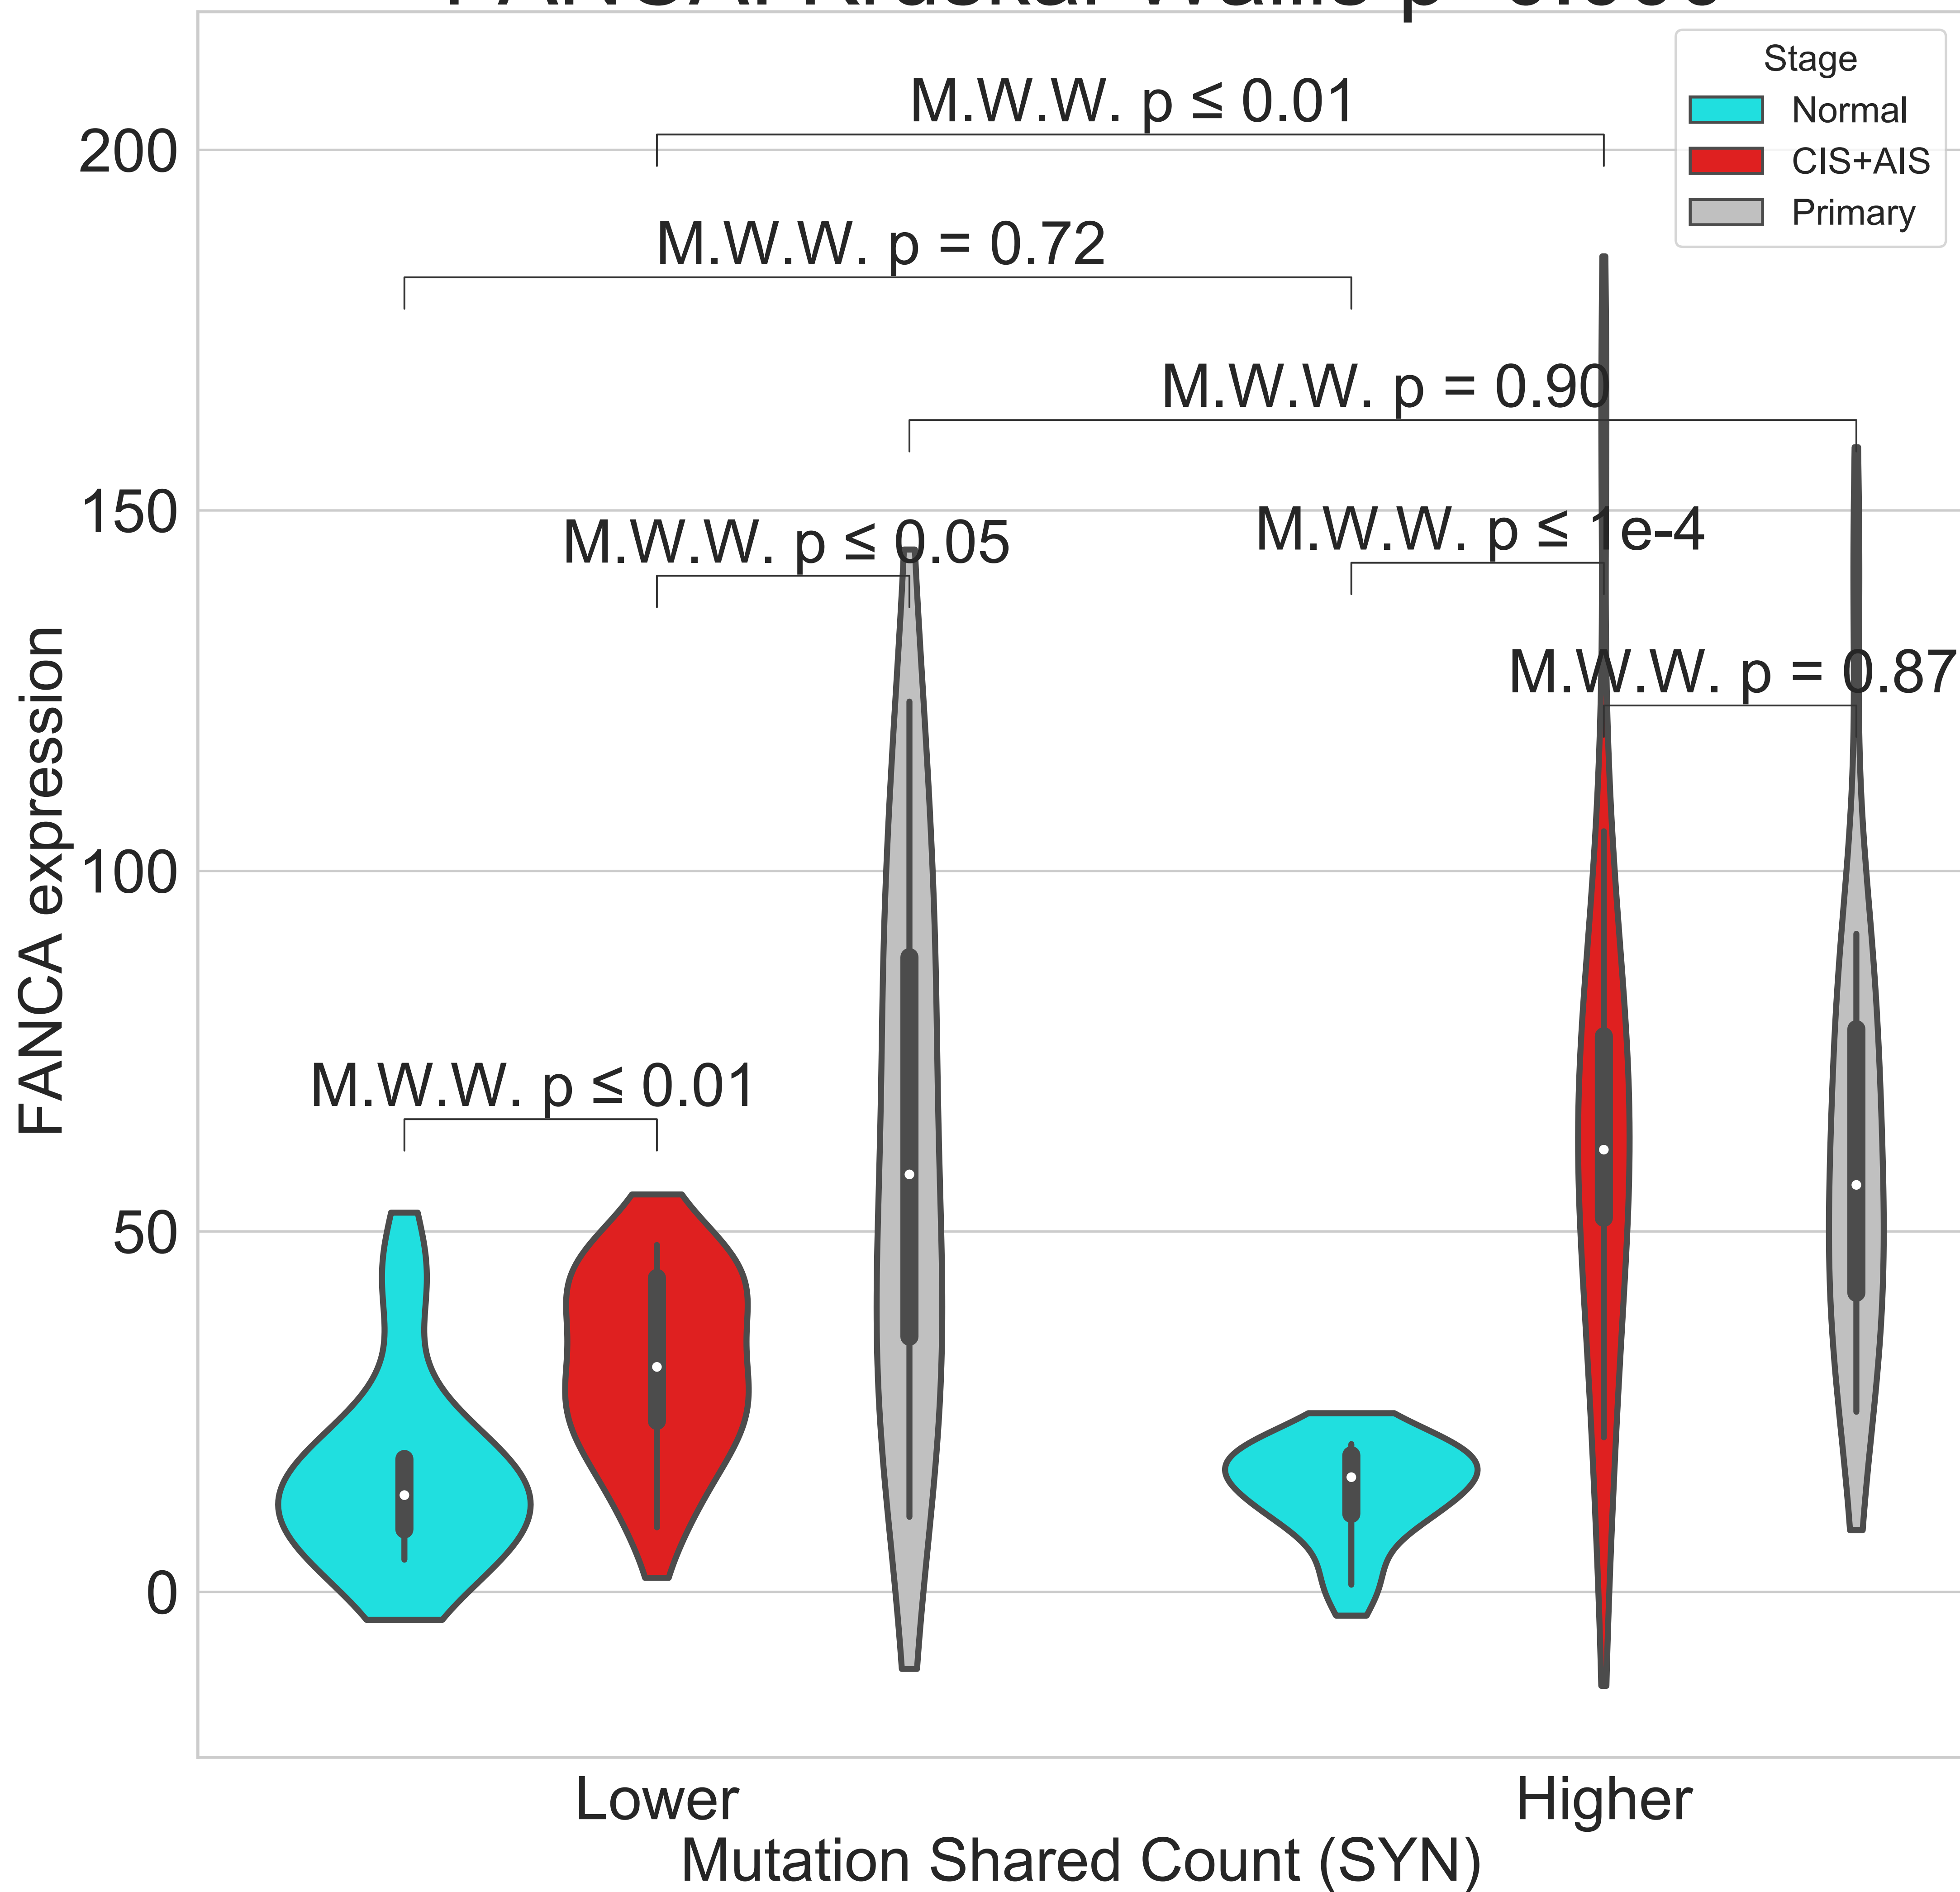 Stage
Normal
CIS+AIS
Primary
M.W.W. p ≤ 0.01
M.W.W. p = 0.72
M.W.W. p = 0.90
M.W.W. p ≤ 0.05
M.W.W. p ≤ 1e-4
M.W.W. p = 0.87
M.W.W. p ≤ 0.01
200
150
100
50
0
FANCA expression
Lower
Higher
Mutation Shared Count (SYN)